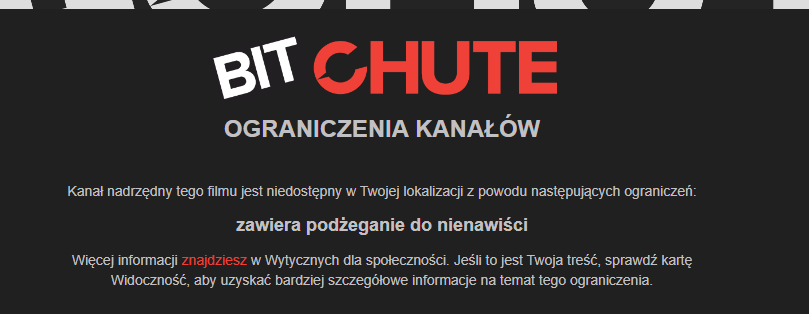 BIT CHUTE
OGRANICZENIA KANAŁÓW
Kanał nadrzędny tego filmu jest niedostępny w Twojej lokalizacji z powodu następujących ograniczeń:
zawiera podżeganie do nienawiści
Więcej informacji znajdziesz w Wytycznych dla społeczności. Jeśli to jest Twoja treść, sprawdź kartę
Widoczność, aby uzyskać bardziej szczegółowe informacje na temat tego ograniczenia.